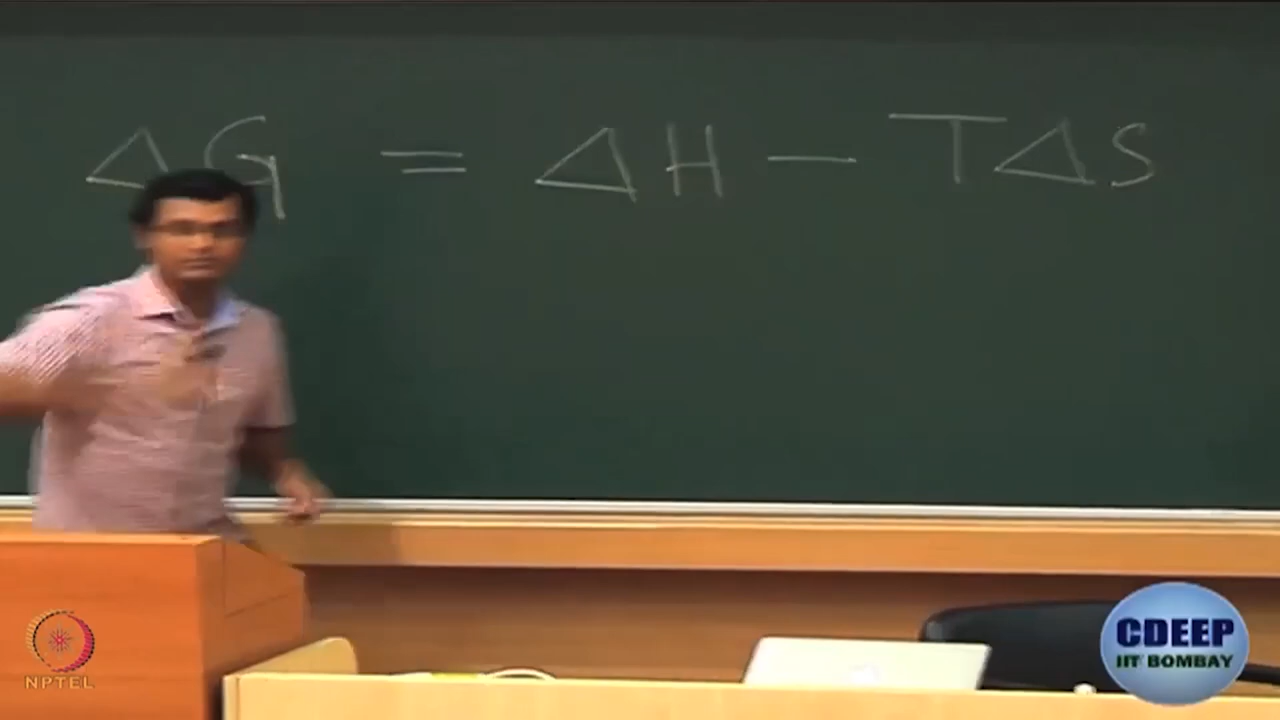 ΔG = ΔH - TΔS
CDEEP
IIT BOMBAY
NPTEL